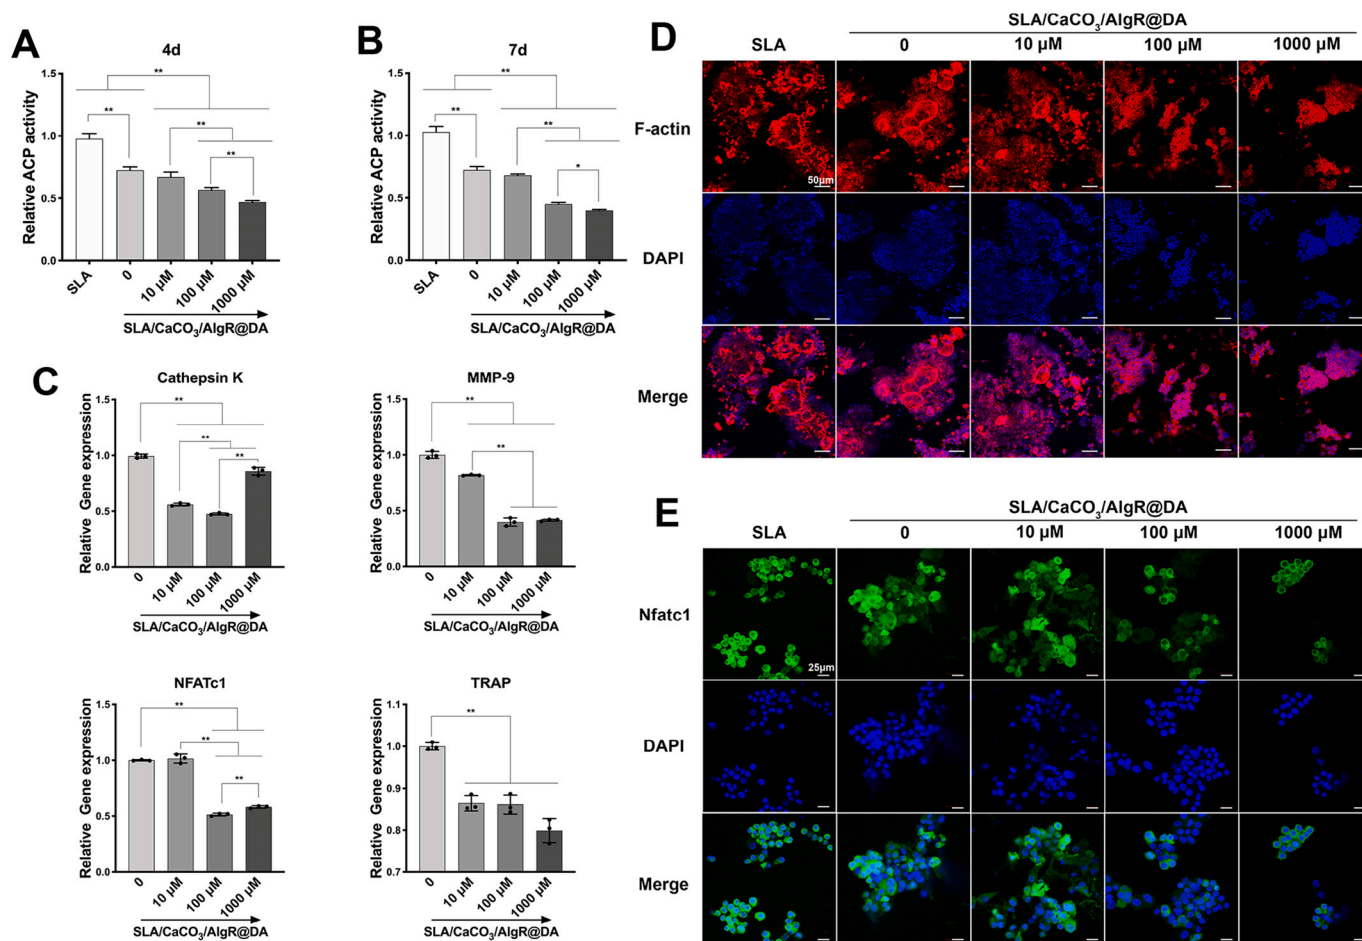 A
4d
Relative ACP activity
1.5
1.0
0.5
0.0
**
**
**
**
SLA
0
10 μM
100 μM
1000 μM
SLA/CaCO3/AlgR@DA
B
7d
Relative ACP activity
1.5
1.0
0.5
0.0
**
**
**
*
SLA
0
10 μM
100 μM
1000 μM
SLA/CaCO3/AlgR@DA
C
Cathepsin K
Relative Gene expression
1.5
1.0
0.5
0.0
**
**
**
0
10 μM
100 μM
1000 μM
SLA/CaCO3/AlgR@DA
MMP-9
Relative Gene expression
1.5
1.0
0.5
0.0
**
**
0
10 μM
100 μM
1000 μM
SLA/CaCO3/AlgR@DA
NFATc1
Relative Gene expression
1.5
1.0
0.5
0.0
**
**
**
0
10 μM
100 μM
1000 μM
SLA/CaCO3/AlgR@DA
TRAP
Relative Gene expression
1.1
1.0
0.9
0.8
0.7
**
0
10 μM
100 μM
1000 μM
SLA/CaCO3/AlgR@DA
D
SLA/CaCO3/AlgR@DA
SLA 0 10 μM 100 μM 1000 μM
F-actin
50μm
DAPI
Merge
E
SLA/CaCO3/AlgR@DA
SLA 0 10 μM 100 μM 1000 μM
Nfatc1
25μm
DAPI
Merge